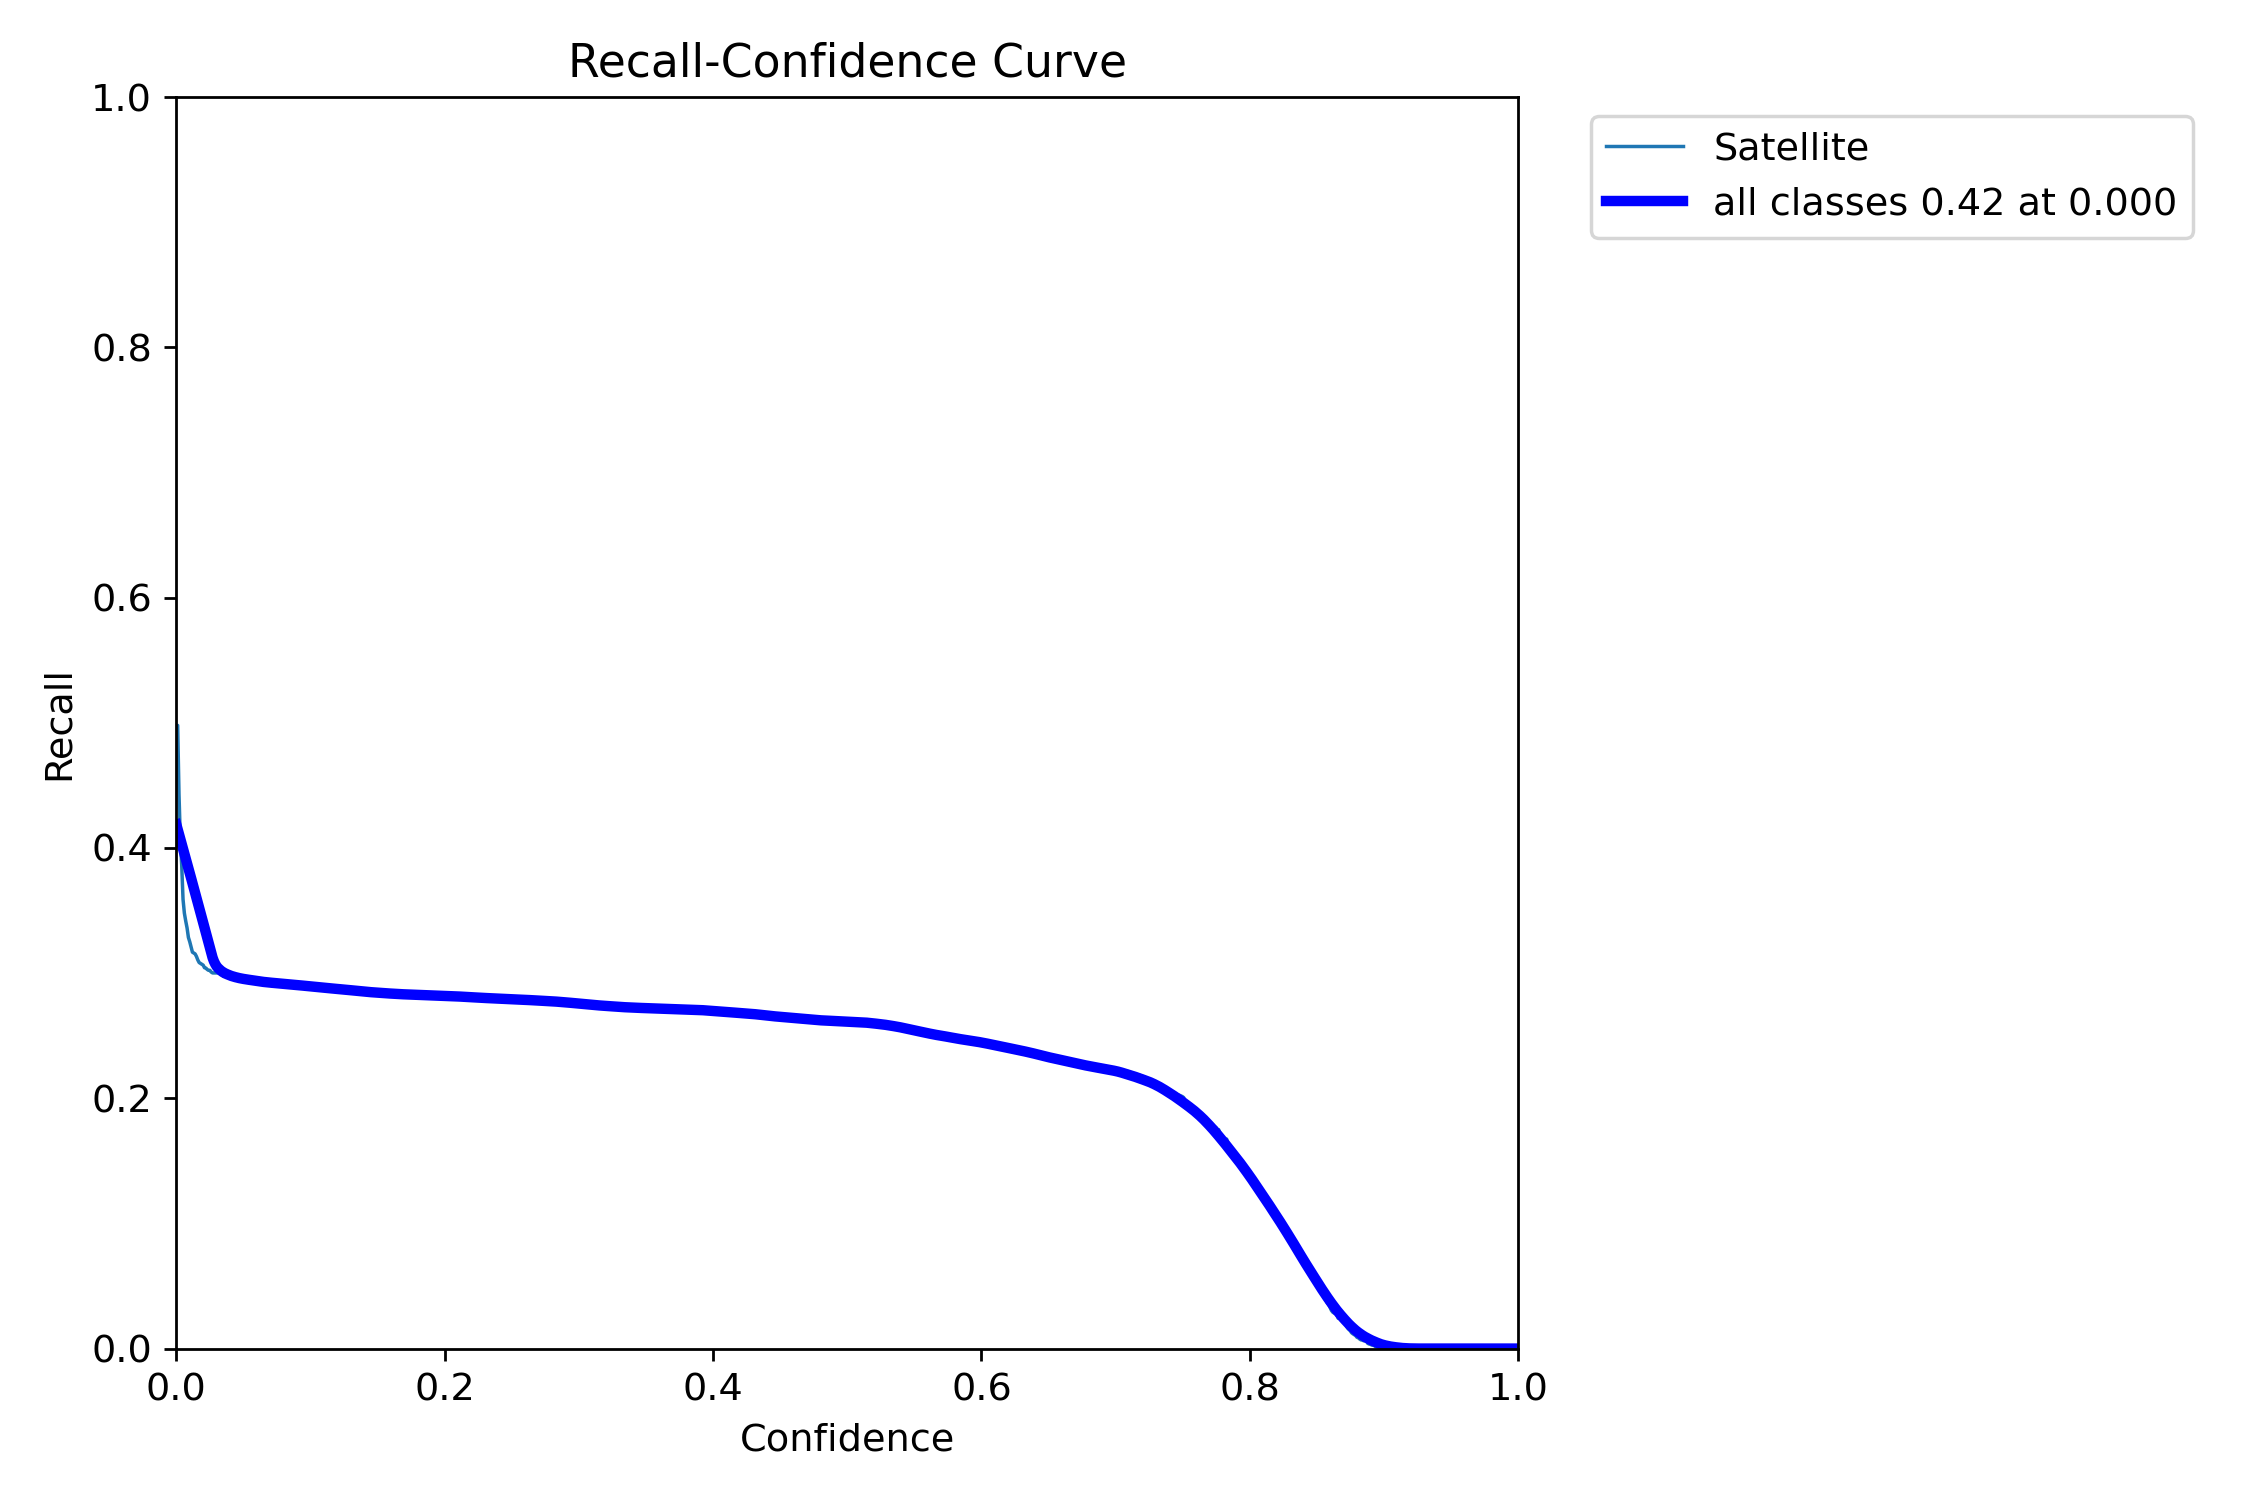 Recall-Confidence Curve
1.0
0.8
0.6
0.4
0.2
0.0
Recall
0.0 0.2 0.4 0.6 0.8 1.0
Confidence
Satellite
all classes 0.42 at 0.000